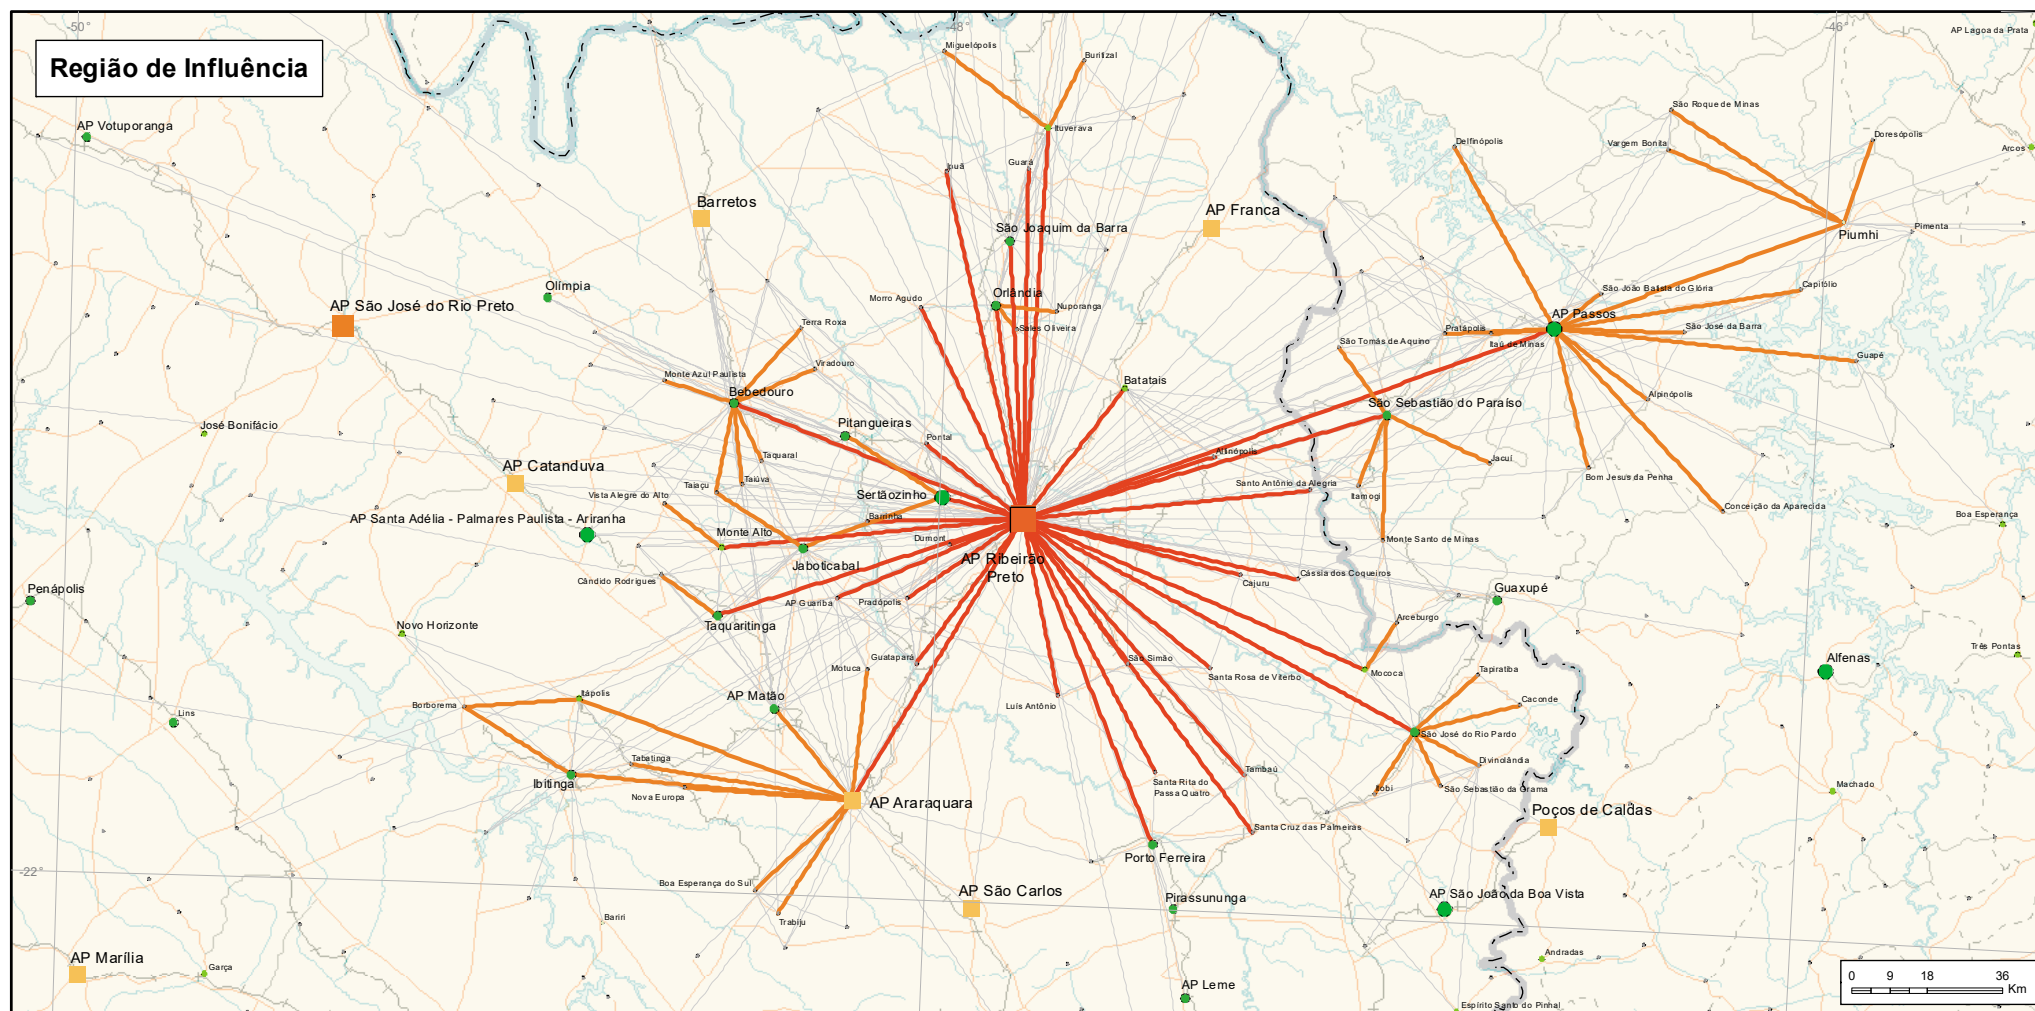 -50°
-48°
-46°
AP Lagoa da Prata
Região de Influência
Miguelópolis
Buritizal
São Roque de Minas
AP Votuporanga
Ituverava
Doresópolis
Vargem Bonita
Delfinópolis
Arcos
Ipuã
Guará
Barretos
AP Franca
São Joaquim da Barra
Piumhi
Pimenta
Olímpia
Morro Agudo
Orlândia
Nuporanga
São João Batista do Glória
Capitólio
AP São José do Rio Preto
Terra Roxa
Sales Oliveira
AP Passos
São José da Barra
Pratápolis
Itaú de Minas
São Tomás de Aquino
Guapé
Viradouro
Monte Azul Paulista
Bebedouro
Batatais
São Sebastião do Paraíso
Alpinópolis
José Bonifácio
Pitangueiras
Pontal
Altinópolis
Jacuí
AP Catanduva
Taquaral
Taiaçu
Taiúva
Santo Antônio da Alegria
Bom Jesus da Penha
Vista Alegre do Alto
Sertãozinho
Itamogi
Conceição da Aparecida
AP Santa Adélia - Palmares Paulista - Ariranha
Barrinha
Boa Esperança
Monte Alto
Dumont
Monte Santo de Minas
AP Ribeirão
Preto
Jaboticabal
Cândido Rodrigues
Cajuru
Cássia dos Coqueiros
Penápolis
AP Guariba
Pradópolis
Guaxupé
Novo Horizonte
Taquaritinga
Arceburgo
Três Pontas
Guatapará
Motuca
São Simão
Santa Rosa de Viterbo
Mococa
Tapiratiba
Alfenas
Itápolis
AP Matão
Borborema
Luís Antônio
Caconde
Lins
São José do Rio Pardo
Tabatinga
Tambaú
Divinolândia
Ibitinga
Nova Europa
Santa Rita do
Passa Quatro
Itobi
São Sebastião da Grama
Machado
AP Araraquara
Poços de Caldas
Santa Cruz das Palmeiras
Porto Ferreira
-22°
Boa Esperança do Sul
AP São Carlos
Pirassununga
AP São João da Boa Vista
Bariri
Trabiju
AP Marília
Garça
Andradas
AP Leme
Espírito Santo do Pinhal
0 9 18 36
Km